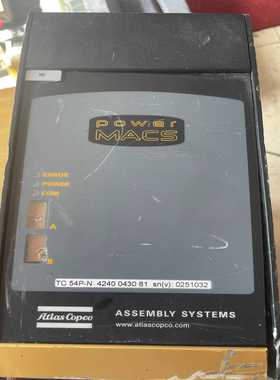 power
MACS
ERROR
POWER
COM
A
B
TC 54P-N 4240 0430 81 sn(v): 0251032
Atlas Copco ASSEMBLY SYSTEMS
www.atlascopco.com